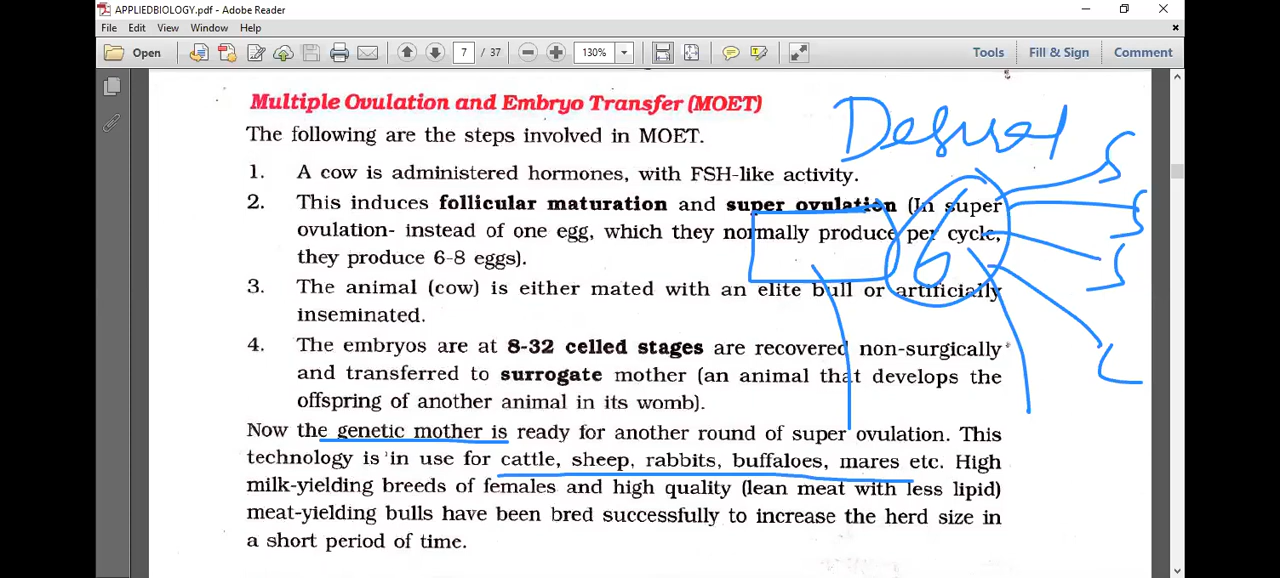 APPLIEDBIOLOGY.pdf - Adobe Reader
File Edit View Window Help
Open 7 / 37 130% Tools Fill & Sign Comment
Multiple Ovulation and Embryo Transfer (MOET)
The following are the steps involved in MOET.
1. A cow is administered hormones, with FSH-like activity.
2. This induces follicular maturation and super ovulation (In super
ovulation- instead of one egg, which they normally produce per cycle,
they produce 6-8 eggs).
3. The animal (cow) is either mated with an elite bull or artificially
inseminated.
4. The embryos are at 8-32 celled stages are recovered non-surgically
and transferred to surrogate mother (an animal that develops the
offspring of another animal in its womb).
Now the genetic mother is ready for another round of super ovulation. This
technology is in use for cattle, sheep, rabbits, buffaloes, mares etc. High
milk-yielding breeds of females and high quality (lean meat with less lipid)
meat-yielding bulls have been bred successfully to increase the herd size in
a short period of time.
6
S
S
S